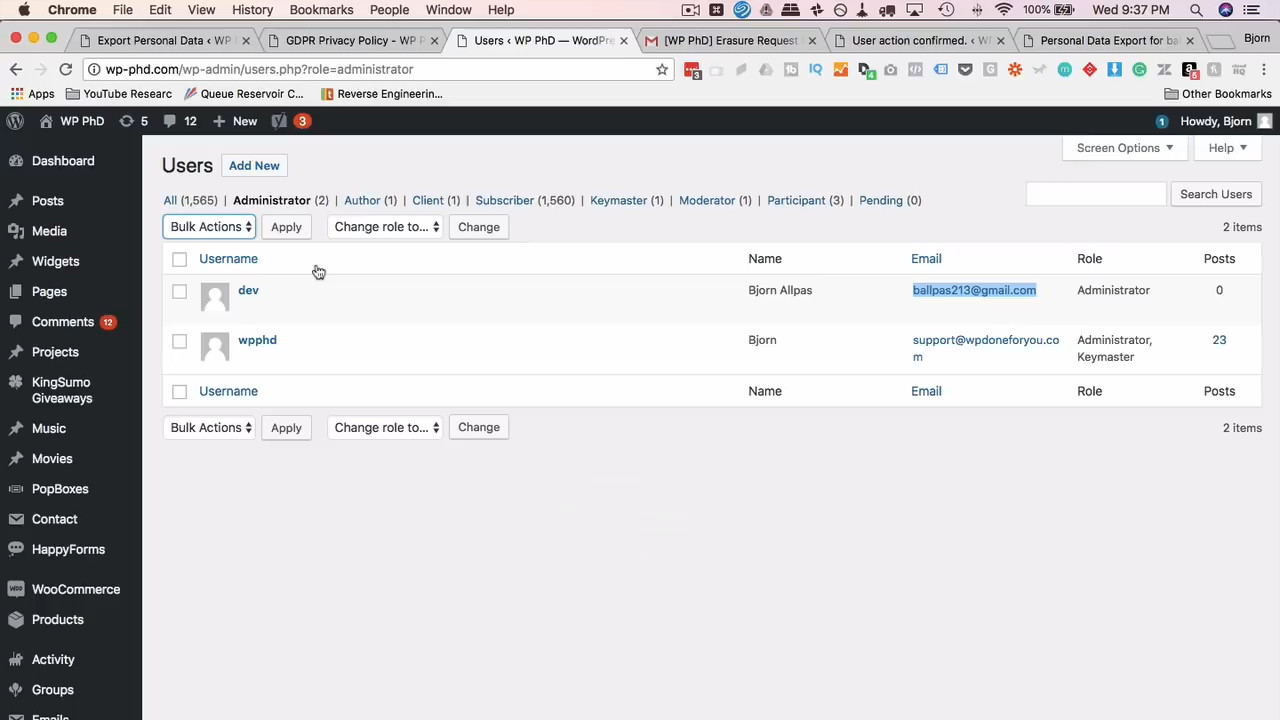 Chrome File Edit View History Bookmarks People Window Help 100% Wed 9:37 PM
Export Personal Data ‹ WP GDPR Privacy Policy - WP P Users ‹ WP PhD — WordPre [WP PhD] Erasure Request User action confirmed. ‹ WP Personal Data Export for ba Bjorn
wp-phd.com/wp-admin/users.php?role=administrator
Apps YouTube Researc Queue Reservoir C... Reverse Engineerin... Other Bookmarks
WP PhD 5 12 + New 3 1 Howdy, Bjorn
Screen Options Help
Users Add New
All (1,565) | Administrator (2) | Author (1) | Client (1) | Subscriber (1,560) | Keymaster (1) | Moderator (1) | Participant (3) | Pending (0)
Search Users
Bulk Actions Apply Change role to... Change 2 items
Username Name Email Role Posts
dev Bjorn Allpas ballpas213@gmail.com Administrator 0
wpphd Bjorn support@wpdoneforyou.co Administrator, 23
m Keymaster
Username Name Email Role Posts
Bulk Actions Apply Change role to... Change 2 items
Dashboard
Posts
Media
Widgets
Pages
Comments 12
Projects
KingSumo
Giveaways
Music
Movies
PopBoxes
Contact
HappyForms
WooCommerce
Products
Activity
Groups
Emails